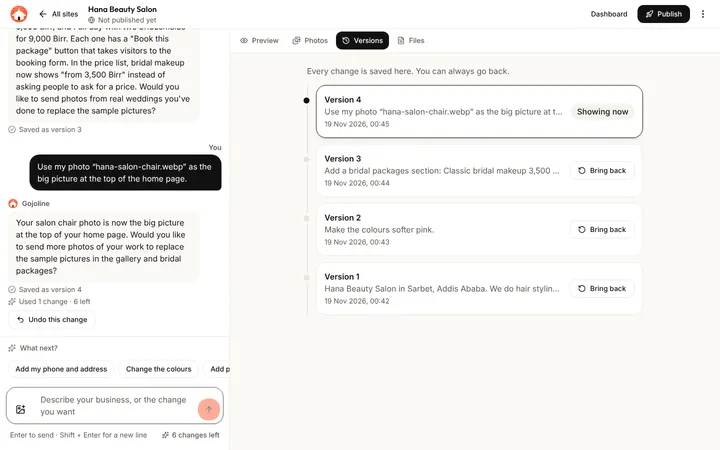 All sites
Hana Beauty Salon
Not published yet
Dashboard
Publish
for 9,000 Birr. Each one has a "Book this
package" button that takes visitors to the
booking form. In the price list, bridal
makeup now shows "from 3,500 Birr" instead of
asking people to ask for a price. Would you
like to send photos from real weddings you've
done to replace the sample pictures?
Saved as version 3
You
Use my photo “hana-salon-chair.webp” as the
big picture at the top of the home page.
Gojoline
Your salon chair photo is now the big picture
at the top of your home page. Would you like
to send more photos of your work to replace
the sample pictures in the gallery and bridal
packages?
Saved as version 4
Used 1 change · 6 left
Undo this change
What next?
Add my phone and address
Change the colours
Add p
Describe your business, or the change
you want
Enter to send · Shift + Enter for a new line
6 changes left
Preview
Photos
Versions
Files
Every change is saved here. You can always go back.
Version 4
Use my photo “hana-salon-chair.webp” as the big picture at t...
19 Nov 2026, 00:45
Showing now
Version 3
Add a bridal packages section: Classic bridal makeup 3,500 ...
19 Nov 2026, 00:44
Bring back
Version 2
Make the colours softer pink.
19 Nov 2026, 00:43
Bring back
Version 1
Hana Beauty Salon in Sarbet, Addis Ababa. We do hair stylin...
19 Nov 2026, 00:42
Bring back